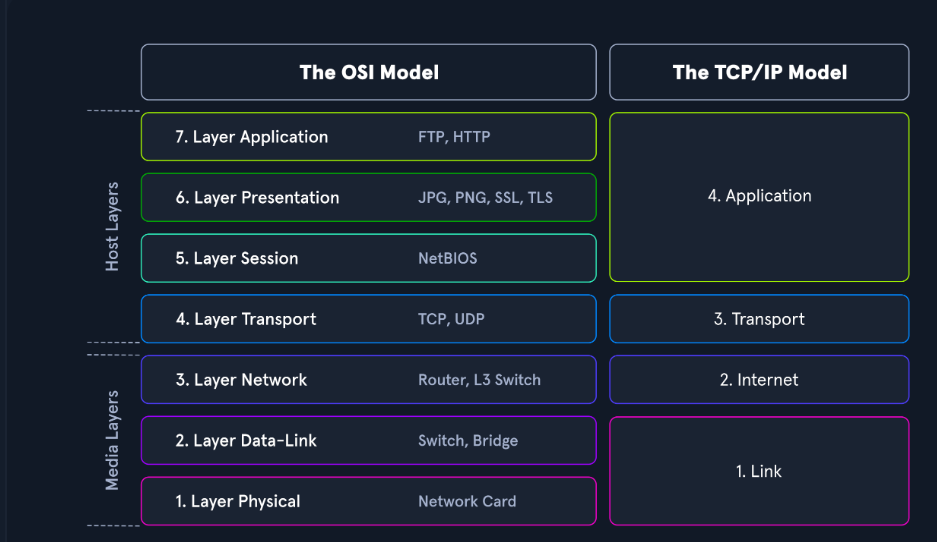 The OSI Model
The TCP/IP Model
Host Layers
7. Layer Application FTP, HTTP
6. Layer Presentation JPG, PNG, SSL, TLS
5. Layer Session NetBIOS
4. Layer Transport TCP, UDP
4. Application
3. Transport
Media Layers
3. Layer Network Router, L3 Switch
2. Layer Data-Link Switch, Bridge
1. Layer Physical Network Card
2. Internet
1. Link